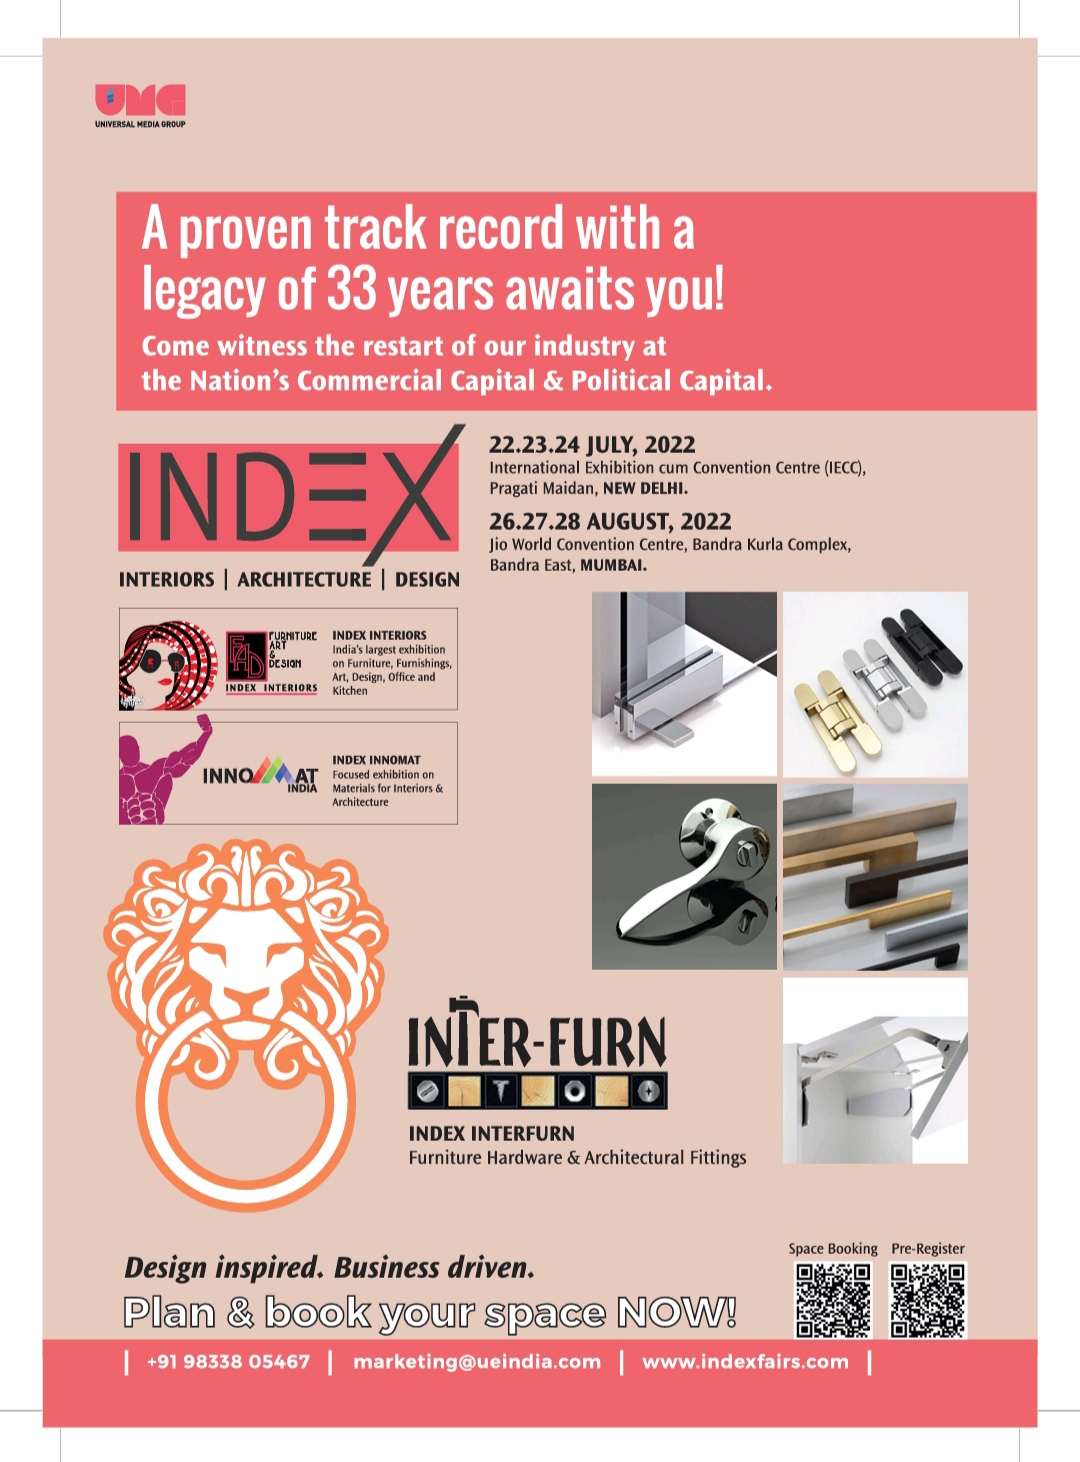 UMG
UNIVERSAL MEDIA GROUP
A proven track record with a
legacy of 33 years awaits you!
Come witness the restart of our industry at
the Nation's Commercial Capital & Political Capital.
INDEX
INTERIORS | ARCHITECTURE | DESIGN
22.23.24 JULY, 2022
International Exhibition cum Convention Centre (IECC),
Pragati Maidan, NEW DELHI.
26.27.28 AUGUST, 2022
Jio World Convention Centre, Bandra Kurla Complex,
Bandra East, MUMBAI.
FAD
FURNITURE
ART
&
DESIGN
INDEX INTERIORS
INDEX INTERIORS
India's largest exhibition
on Furniture, Furnishings,
Art, Design, Office and
Kitchen
INNOMAT
INDIA
INDEX INNOMAT
Focused exhibition on
Materials for Interiors &
Architecture
INTER-FURN
INDEX INTERFURN
Furniture Hardware & Architectural Fittings
Design inspired. Business driven.
Plan & book your space NOW!
Space Booking
Pre-Register
| +91 98338 05467 | marketing@ueindia.com | www.indexfairs.com |